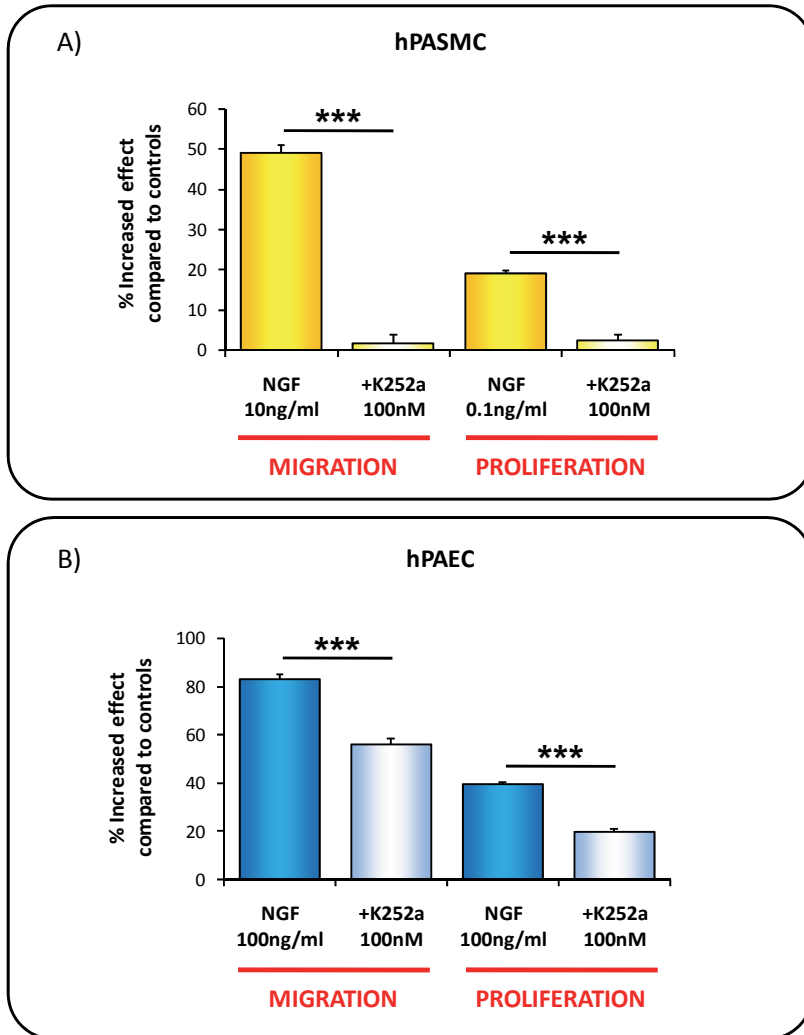 A)
hPASMC
% Increased effect
compared to controls
60
50
40
30
20
10
0
***
***
NGF
10ng/ml
+K252a
100nM
NGF
0.1ng/ml
+K252a
100nM
MIGRATION
PROLIFERATION
B)
hPAEC
% Increased effect
compared to controls
100
80
60
40
20
0
***
***
NGF
100ng/ml
+K252a
100nM
NGF
100ng/ml
+K252a
100nM
MIGRATION
PROLIFERATION